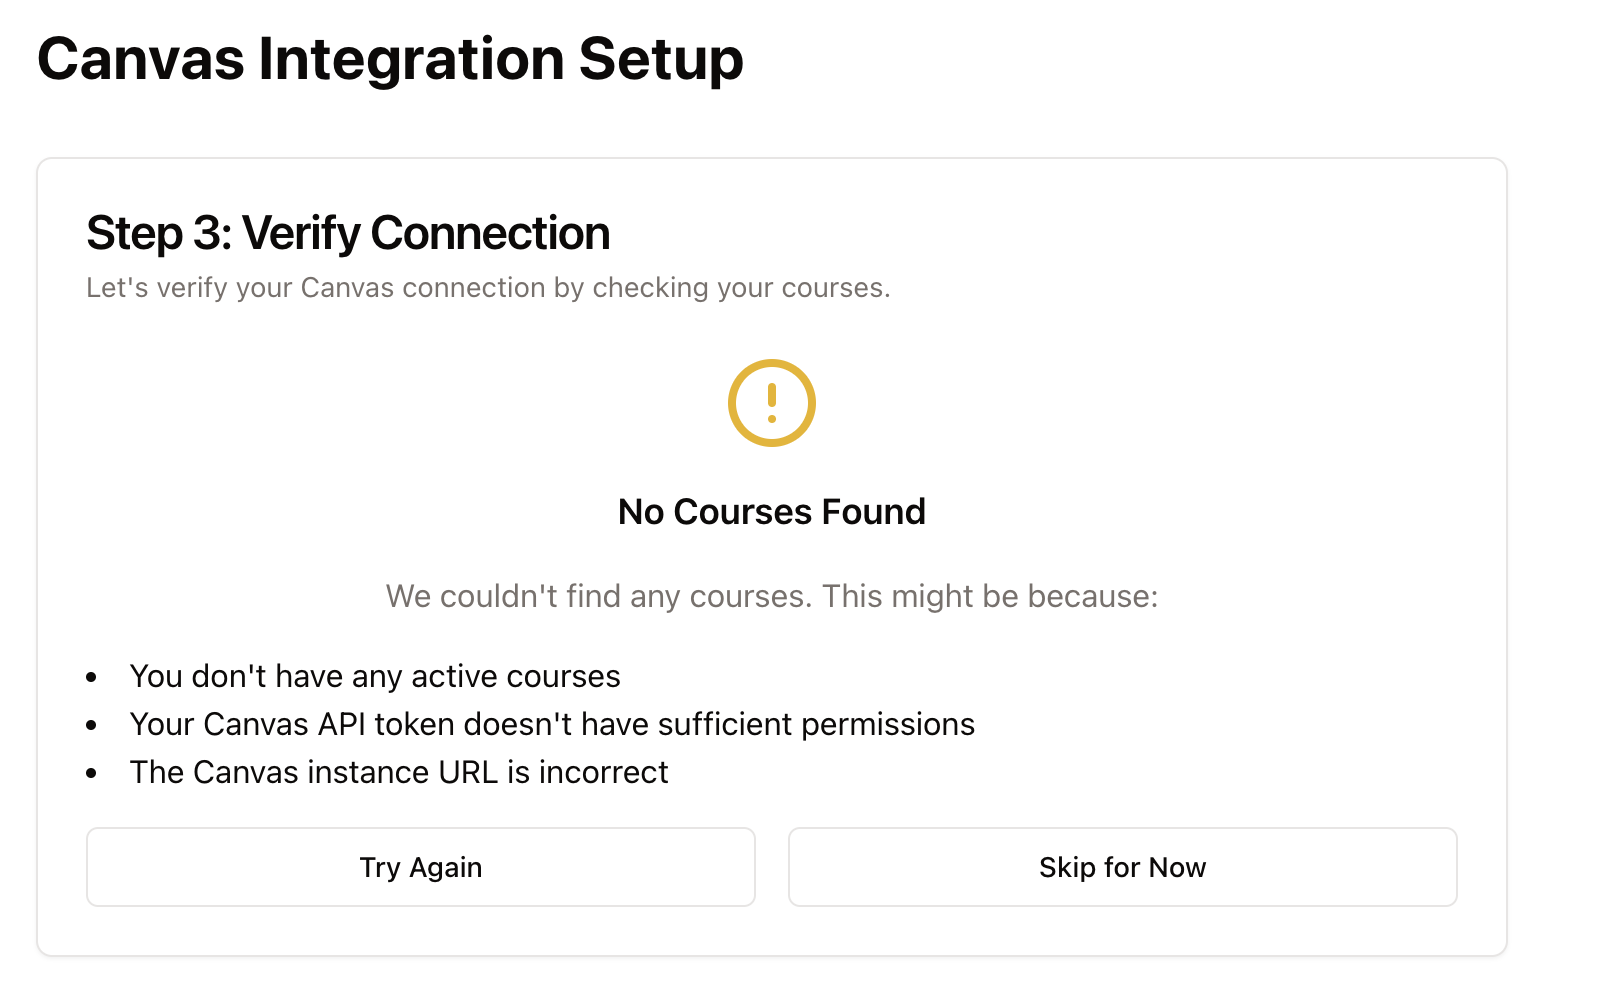 Canvas Integration Setup
Step 3: Verify Connection
Let's verify your Canvas connection by checking your courses.
No Courses Found
We couldn't find any courses. This might be because:
• You don't have any active courses
• Your Canvas API token doesn't have sufficient permissions
• The Canvas instance URL is incorrect
Try Again
Skip for Now